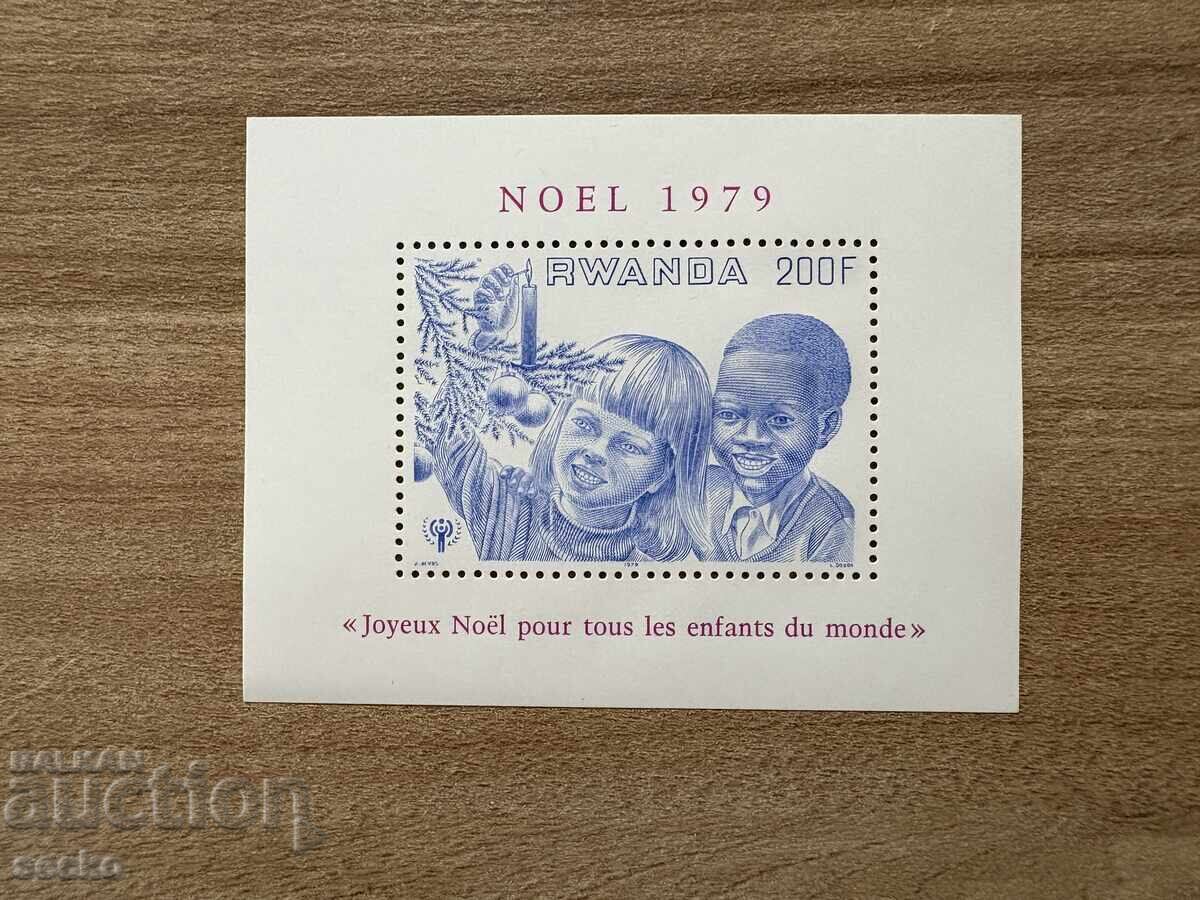 NOEL 1979
RWANDA 200F
1979
«Joyeux Noël pour tous les enfants du monde»
BALKAN
auction
secko